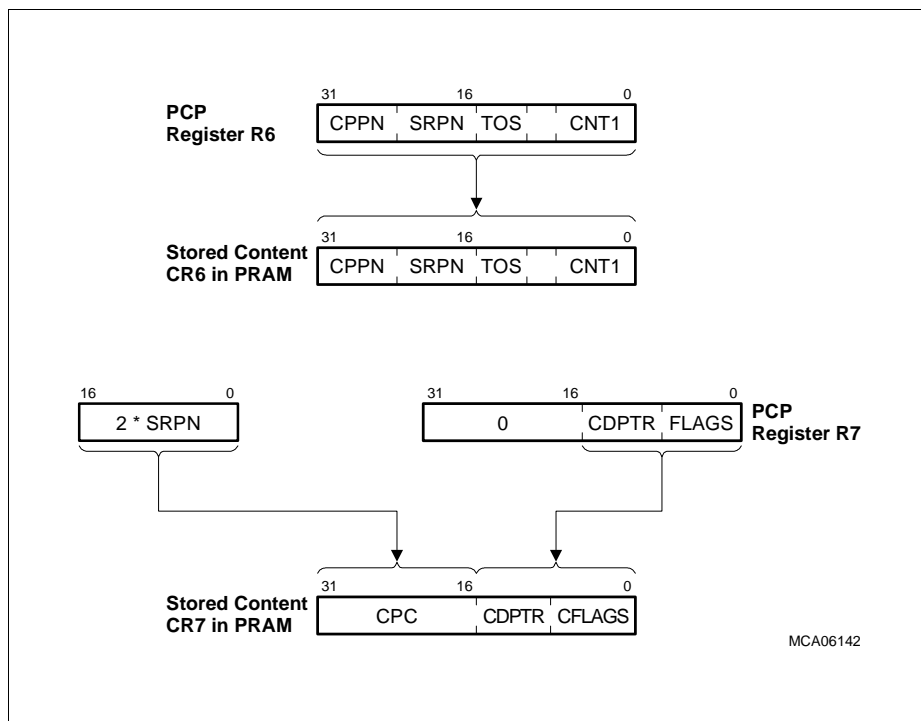 31 16 0
PCP
Register R6
CPPN SRPN TOS CNT1
31 16 0
Stored Content
CR6 in PRAM
CPPN SRPN TOS CNT1
16 0
2 * SRPN
31 16 0
0 CDPTR FLAGS
PCP
Register R7
31 16 0
Stored Content
CR7 in PRAM
CPC CDPTR CFLAGS
MCA06142